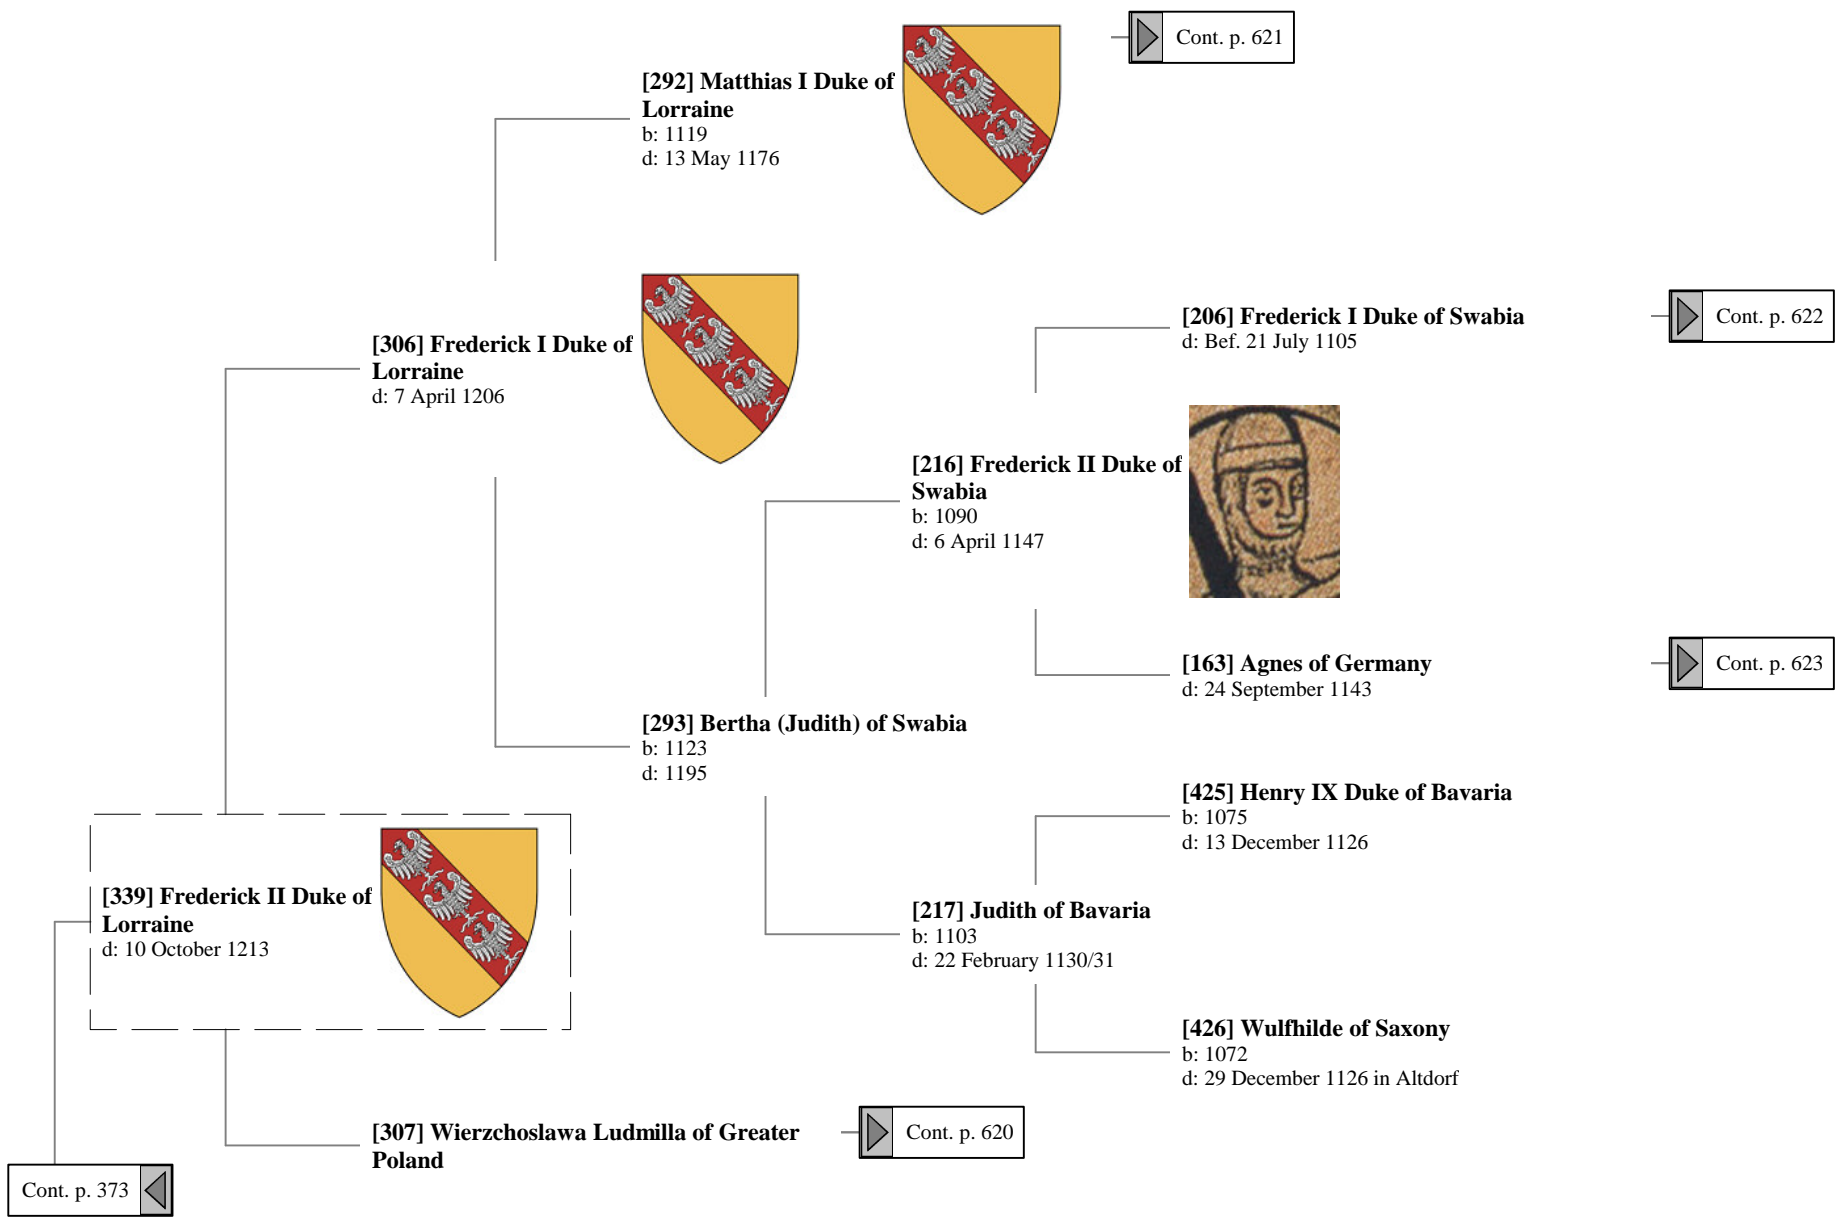 Cont. p. 621
[292] Matthias I Duke of
Lorraine
b: 1119
d: 13 May 1176
[206] Frederick I Duke of Swabia
d: Bef. 21 July 1105
Cont. p. 622
[306] Frederick I Duke of
Lorraine
d: 7 April 1206
[216] Frederick II Duke of
Swabia
b: 1090
d: 6 April 1147
[163] Agnes of Germany
d: 24 September 1143
Cont. p. 623
[293] Bertha (Judith) of Swabia
b: 1123
d: 1195
[425] Henry IX Duke of Bavaria
b: 1075
d: 13 December 1126
[339] Frederick II Duke of
Lorraine
d: 10 October 1213
[217] Judith of Bavaria
b: 1103
d: 22 February 1130/31
[426] Wulfhilde of Saxony
b: 1072
d: 29 December 1126 in Altdorf
[307] Wierzchoslawa Ludmilla of Greater
Poland
Cont. p. 620
Cont. p. 373